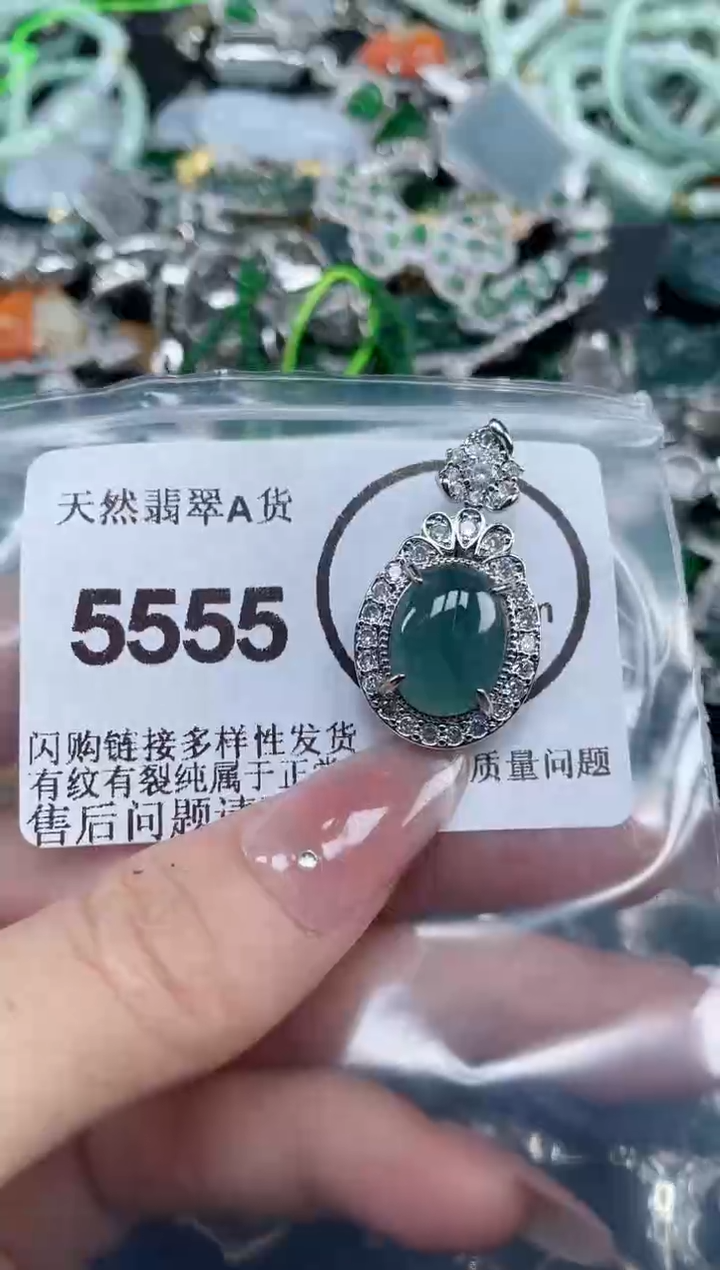 天然翡翠A货
5555
闪购链接多样性发货
有纹有裂纯属于正 质量问题
售后问题